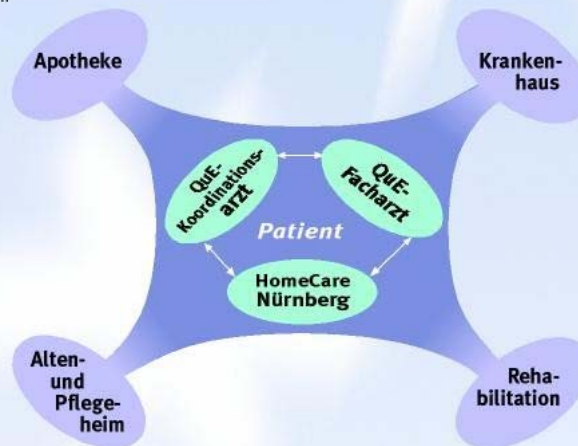 Apotheke
Kranken-
haus
QuE-
Koordinations-
arzt
QuE-
Facharzt
Patient
HomeCare
Nürnberg
Alten-
und
Pflege-
heim
Reha-
bilitation